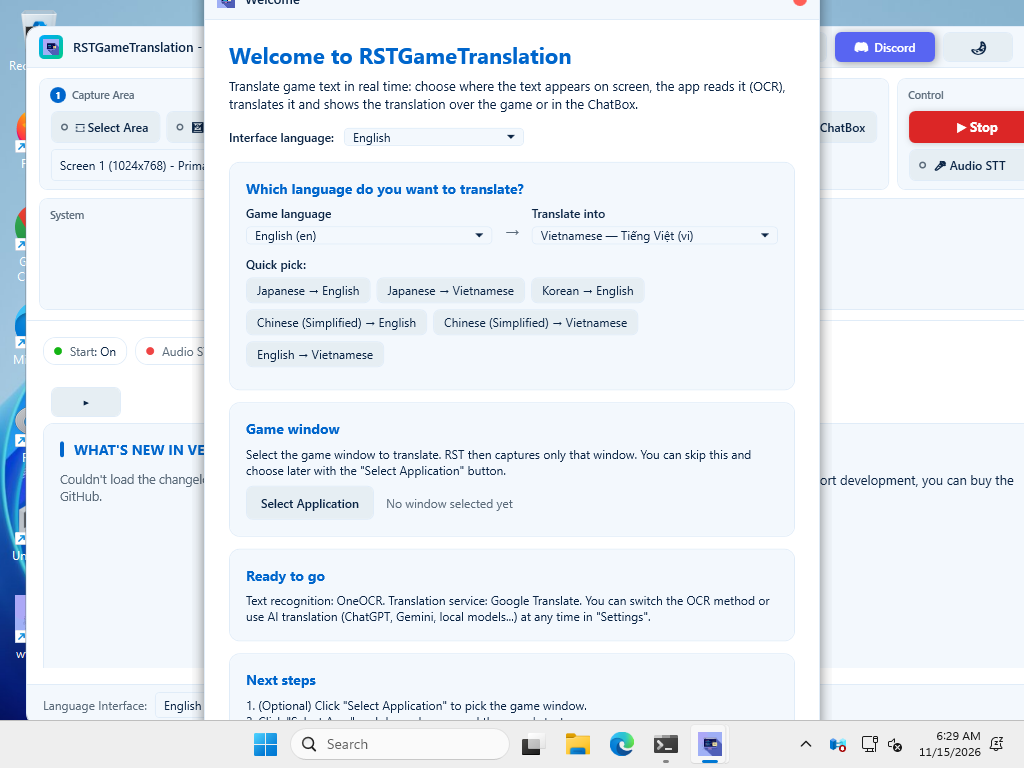 Welcome
RSTGameTranslation -
Discord
1 Capture Area
Select Area
Screen 1 (1024x768) - Prima
ChatBox
Control
Stop
Audio STT
System
Start: On
Audio S
WHAT'S NEW IN VE
Couldn't load the changelo
GitHub.
ort development, you can buy the
Language Interface:
English
Welcome to RSTGameTranslation
Translate game text in real time: choose where the text appears on screen, the app reads it (OCR),
translates it and shows the translation over the game or in the ChatBox.
Interface language:
English
Which language do you want to translate?
Game language
Translate into
English (en)
→
Vietnamese — Tiếng Việt (vi)
Quick pick:
Japanese → English
Japanese → Vietnamese
Korean → English
Chinese (Simplified) → English
Chinese (Simplified) → Vietnamese
English → Vietnamese
Game window
Select the game window to translate. RST then captures only that window. You can skip this and
choose later with the "Select Application" button.
Select Application
No window selected yet
Ready to go
Text recognition: OneOCR. Translation service: Google Translate. You can switch the OCR method or
use AI translation (ChatGPT, Gemini, local models...) at any time in "Settings".
Next steps
1. (Optional) Click "Select Application" to pick the game window.
Search
6:29 AM
11/15/2026